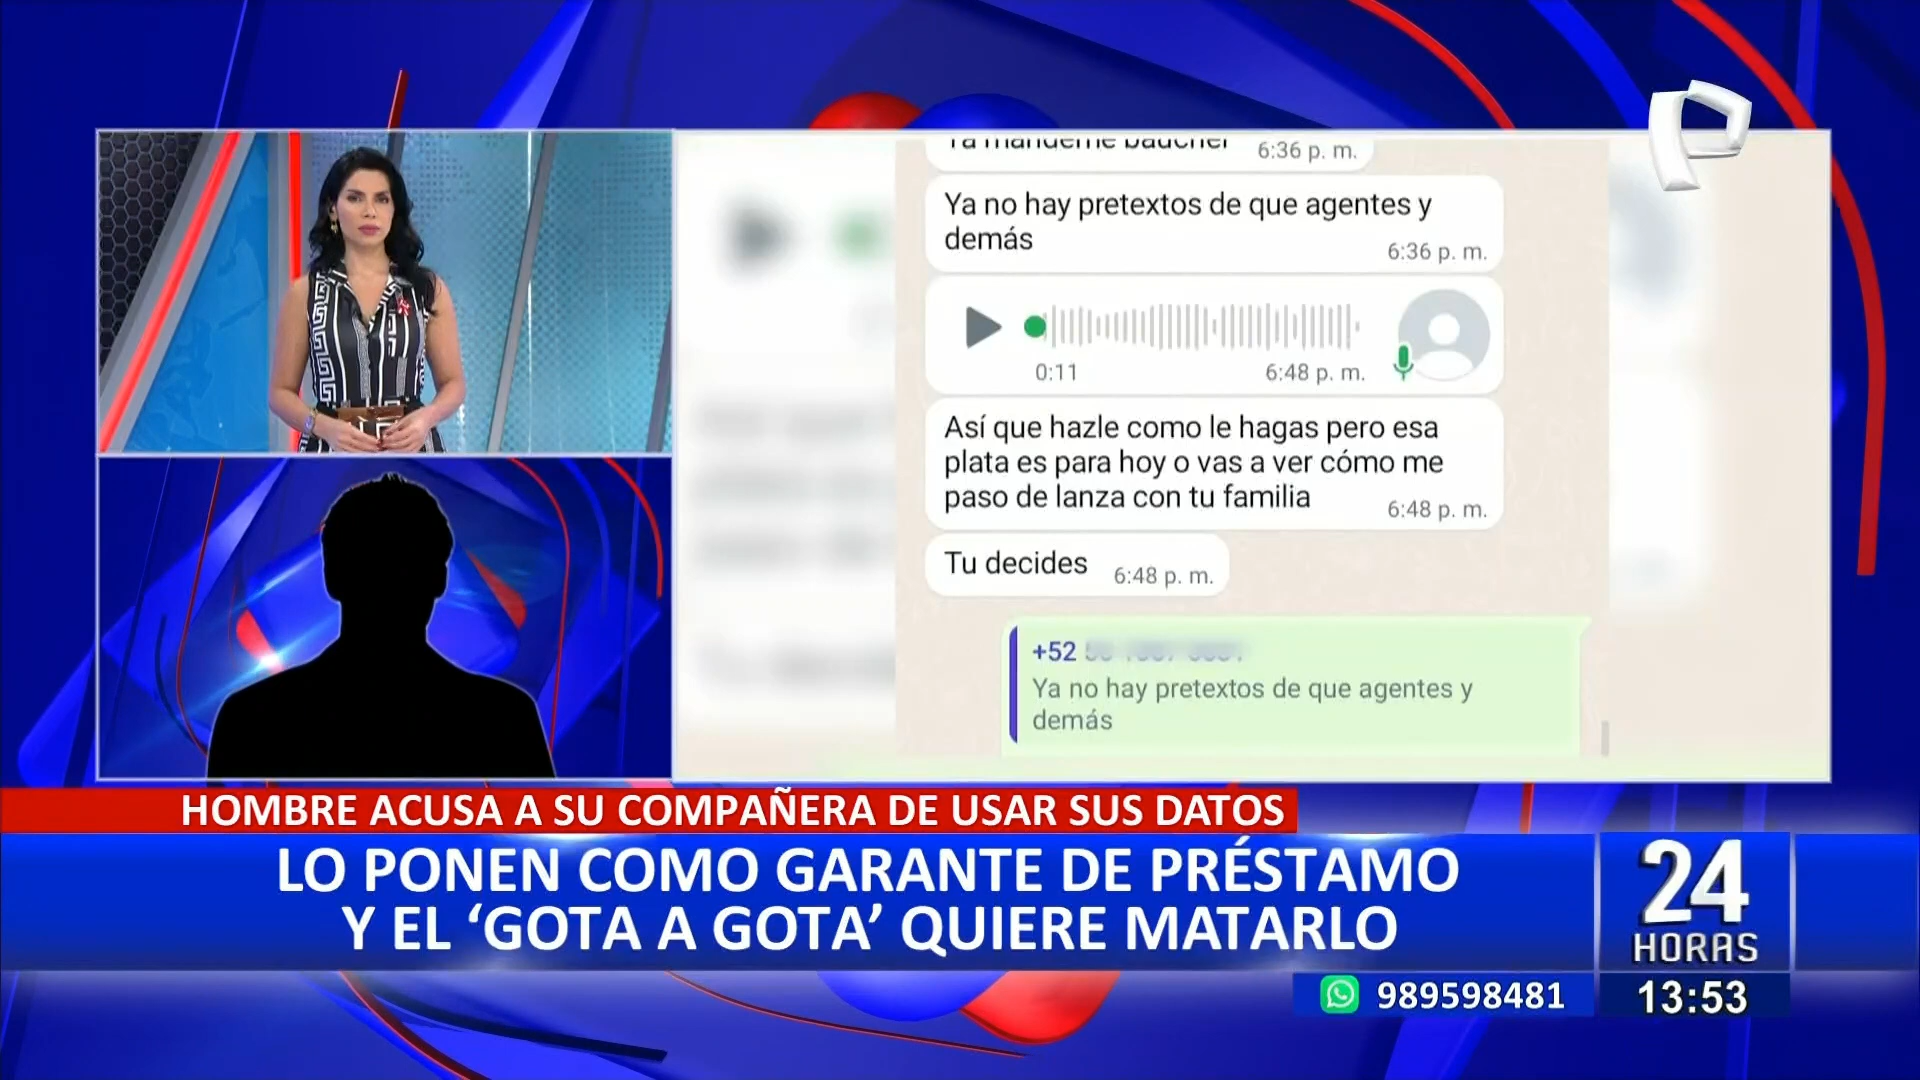 Ya mandeme baucher
6:36 p. m.
Ya no hay pretextos de que agentes y
demás
6:36 p. m.
0:11
6:48 p. m.
Así que hazle como le hagas pero esa
plata es para hoy o vas a ver cómo me
paso de lanza con tu familia
6:48 p. m.
Tu decides
6:48 p. m.
+52
Ya no hay pretextos de que agentes y
demás
HOMBRE ACUSA A SU COMPAÑERA DE USAR SUS DATOS
LO PONEN COMO GARANTE DE PRÉSTAMO
Y EL ‘GOTA A GOTA’ QUIERE MATARLO
24
HORAS
989598481
13:53